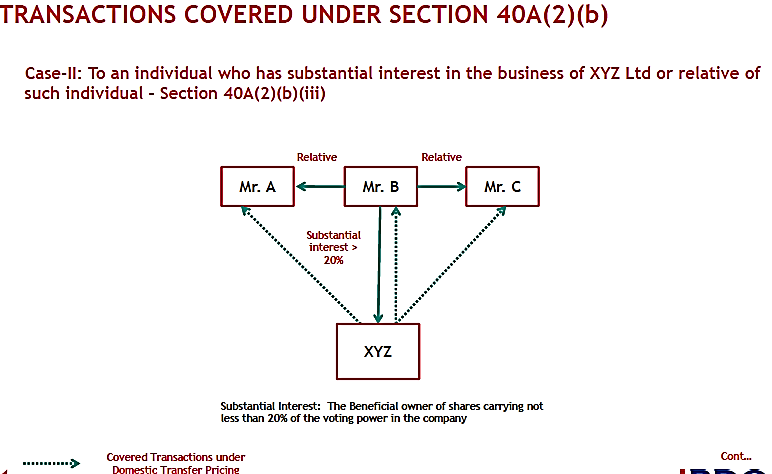 TRANSACTIONS COVERED UNDER SECTION 40A(2)(b)
Case-II: To an individual who has substantial interest in the business of XYZ Ltd or relative of
such individual - Section 40A(2)(b)(iii)
Relative
Relative
Mr. A
Mr. B
Mr. C
Substantial
interest >
20%
XYZ
Substantial Interest: The Beneficial owner of shares carrying not
less than 20% of the voting power in the company
Covered Transactions under
Domestic Transfer Pricing
Cont...